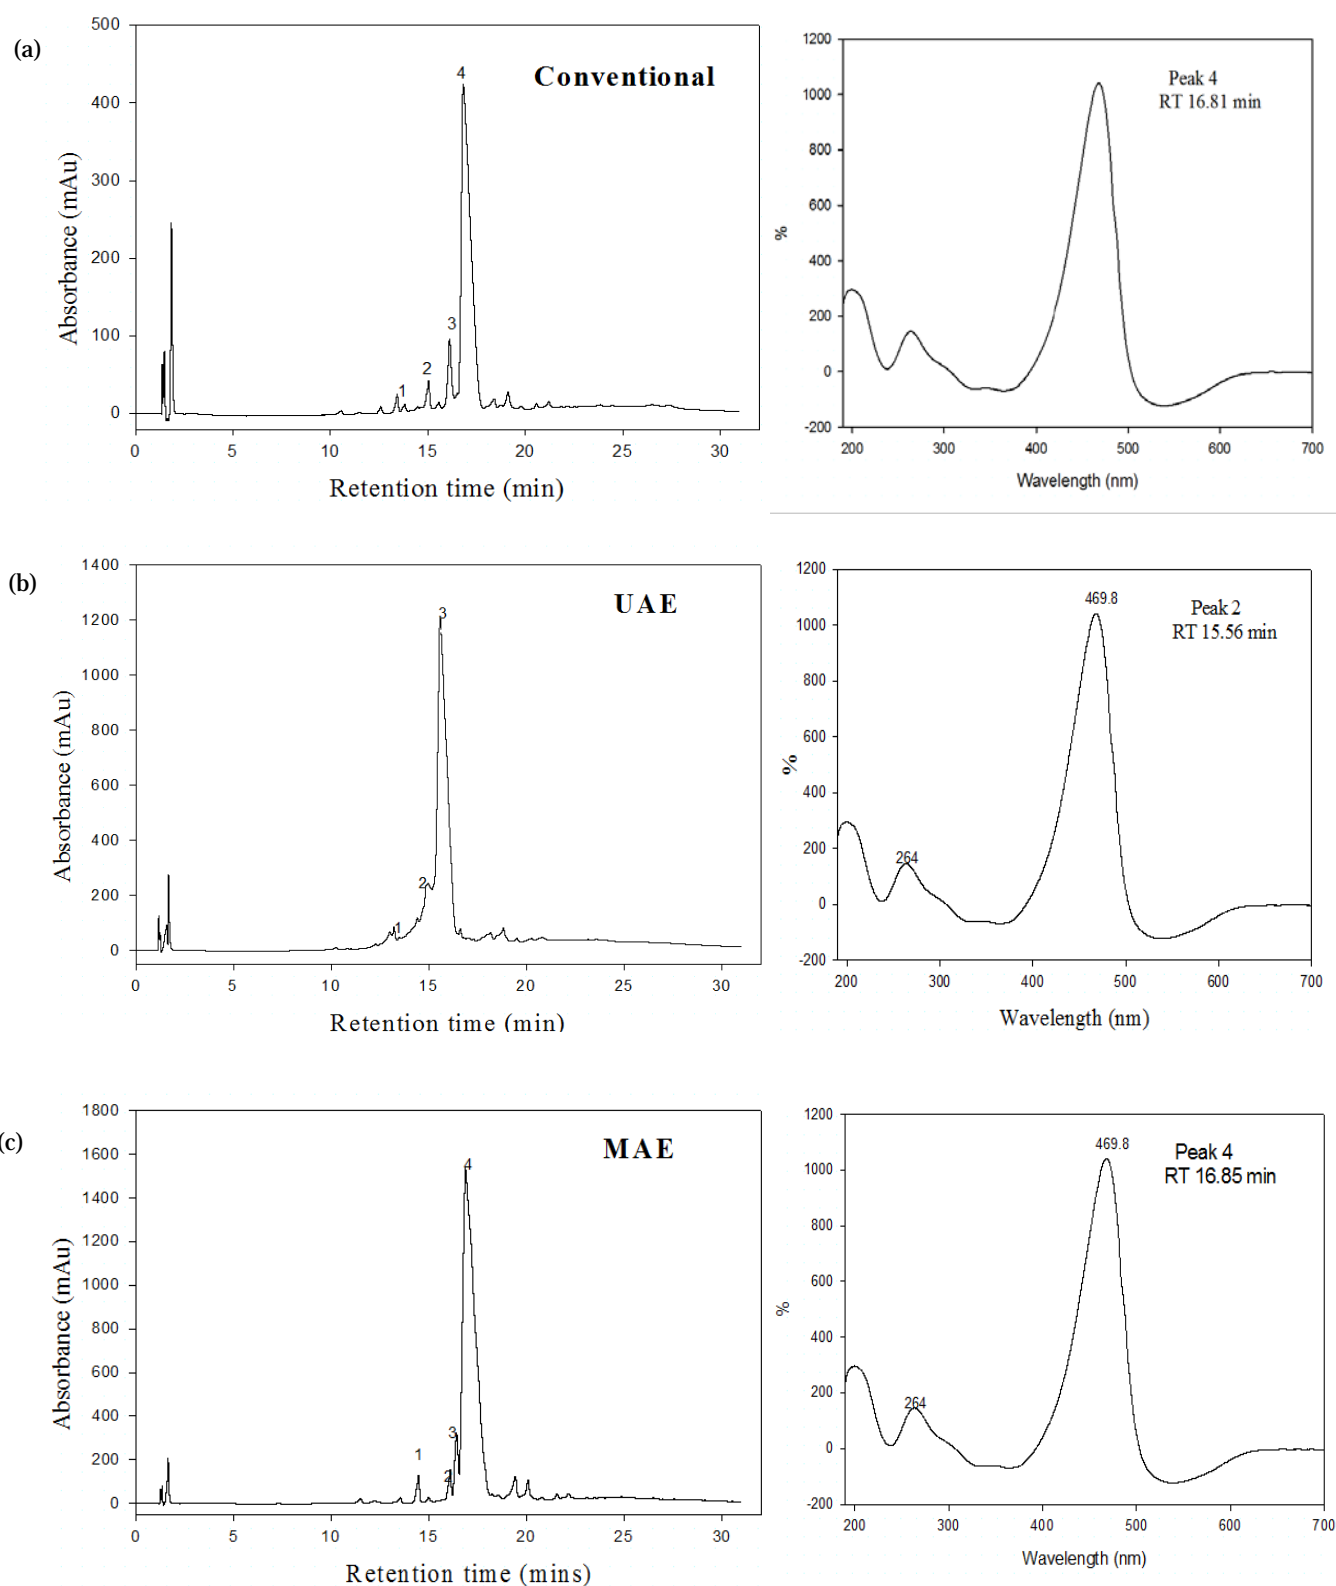 (a)
500
400
300
200
100
0
Absorbance (mAu)
Conventional
1
2
3
4
0 5 10 15 20 25 30
Retention time (min)
1200
1000
800
600
400
200
0
-200
%
Peak 4
RT 16.81 min
200 300 400 500 600 700
Wavelength (nm)
(b)
1400
1200
1000
800
600
400
200
0
Absorbance (mAu)
UAE
1
2
3
0 5 10 15 20 25 30
Retention time (min)
1200
1000
800
600
400
200
0
-200
%
469.8
264
Peak 2
RT 15.56 min
200 300 400 500 600 700
Wavelength (nm)
(c)
1800
1600
1400
1200
1000
800
600
400
200
0
Absorbance (mAu)
MAE
1
2
3
4
0 5 10 15 20 25 30
Retention time (mins)
1200
1000
800
600
400
200
0
-200
%
469.8
264
Peak 4
RT 16.85 min
200 300 400 500 600 700
Wavelength (nm)